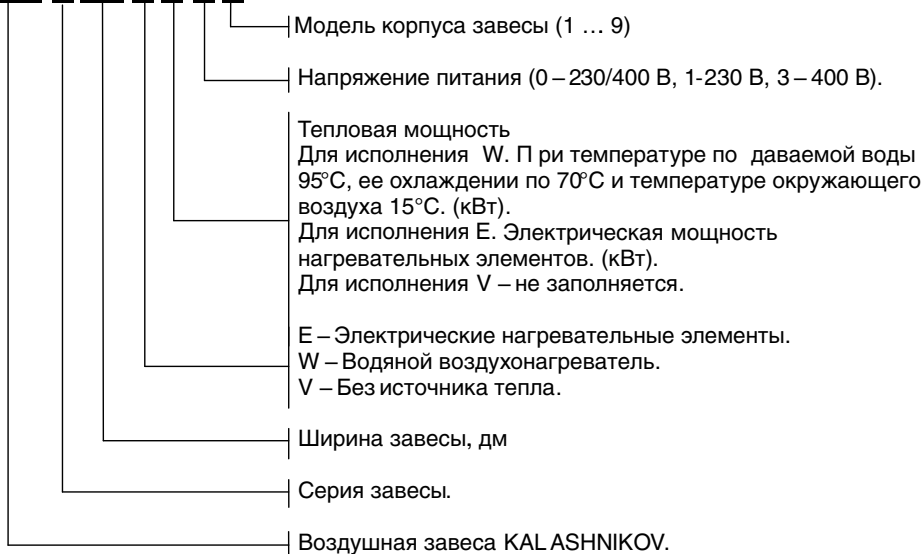 Модель корпуса завесы (1 … 9)
Напряжение питания (0 – 230/400 В, 1-230 В, 3 – 400 В).
Тепловая мощность
Для исполнения W. П ри температуре по даваемой воды
95°С, ее охлаждении по 70°С и температуре окружающего
воздуха 15°С. (кВт).
Для исполнения Е. Электрическая мощность
нагревательных элементов. (кВт).
Для исполнения V – не заполняется.
Е – Электрические нагревательные элементы.
W – Водяной воздухонагреватель.
V – Без источника тепла.
Ширина завесы, дм
Серия завесы.
Воздушная завеса KAL ASHNIKOV.